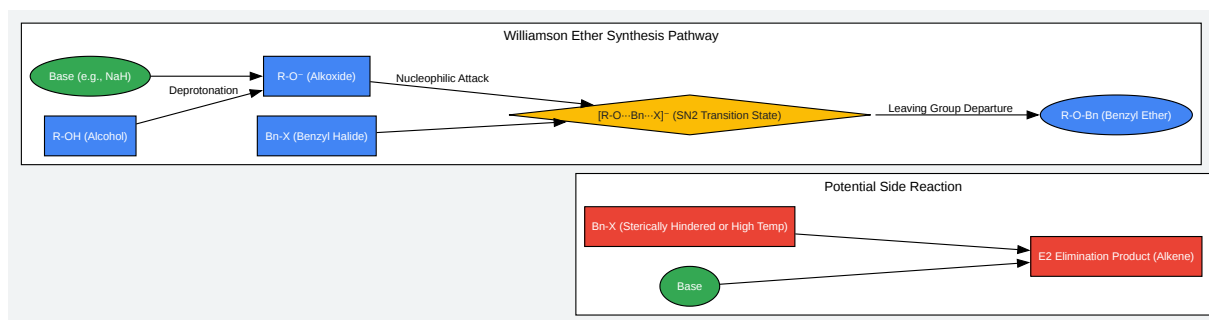 Williamson Ether Synthesis Pathway
Base (e.g., NaH)
R-O⁻ (Alkoxide)
Nucleophilic Attack
Deprotonation
[R-O···Bn···X]⁻ (SN2 Transition State)
Leaving Group Departure
R-O-Bn (Benzyl Ether)
R-OH (Alcohol)
Bn-X (Benzyl Halide)
Potential Side Reaction
Bn-X (Sterically Hindered or High Temp)
E2 Elimination Product (Alkene)
Base